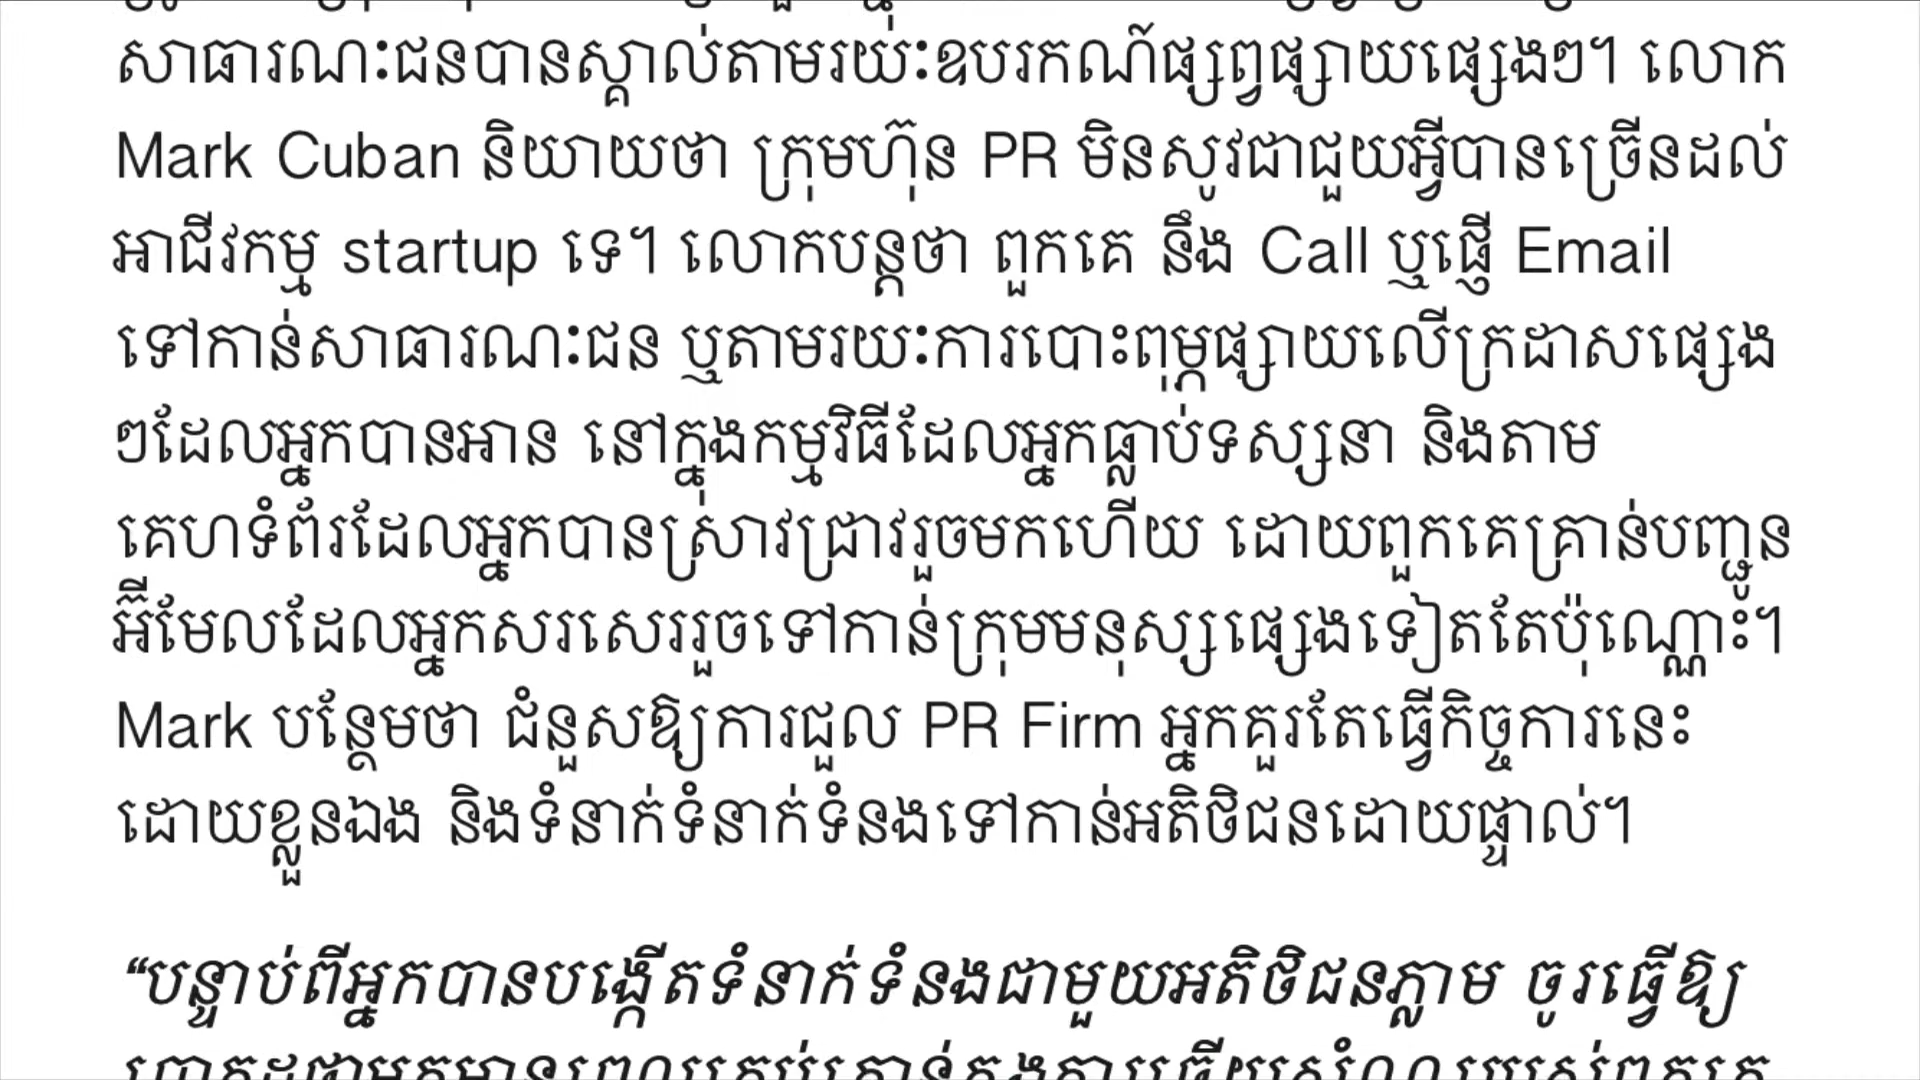 សាធារណៈជនបានស្គាល់តាមរយ់ៈឧបរកណ៍ផ្សព្វផ្សាយផ្សេងៗ។ លោក
Mark Cuban និយាយថា ក្រុមហ៊ុន PR មិនសូវជាជួយអ្វីបានច្រើនដល់
អាជីវកម្ម startup ទេ។ លោកបន្តថា ពួកគេ នឹង Call ឬផ្ញើ Email
ទៅកាន់សាធារណៈជន ឬតាមរយៈការបោះពុម្ភផ្សាយលើក្រដាសផ្សេង
ៗដែលអ្នកបានអាន នៅក្នុងកម្មវិធីដែលអ្នកធ្លាប់ទស្សនា និងតាម
គេហទំព័រដែលអ្នកបានស្រ់ាវជ្រាវរួចមកហើយ ដោយពួកគេគ្រាន់បញ្ជូន
អ៊ីមែលដែលអ្នកសរសេររួចទៅកាន់ក្រុមមនុស្សផ្សេងទៀតតែប៉ុណ្ណោះ។
Mark បន្ថែមថា ជំនួសឱ្យការជួល PR Firm អ្នកគួរតែធ្វើកិច្ចការនេះ
ដោយខ្លួនឯង និងទំនាក់ទំនាក់ទំនងទៅកាន់អតិថិជនដោយផ្ទាល់។
“បន្ទាប់ពីអ្នកបានបង្កើតទំនាក់ទំនងជាមួយអតិថិជនភ្លាម ចូរធ្វើឱ្យ